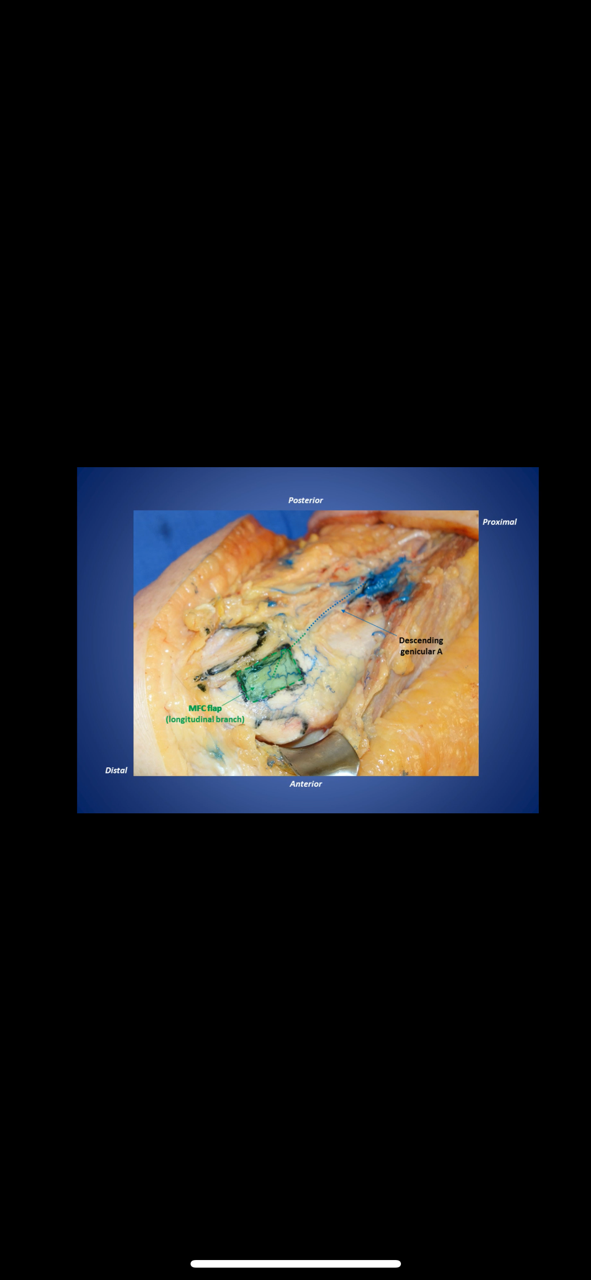 Posterior
Proximal
Descending
genicular A
MFC flap
(longitudinal branch)
Distal
Anterior